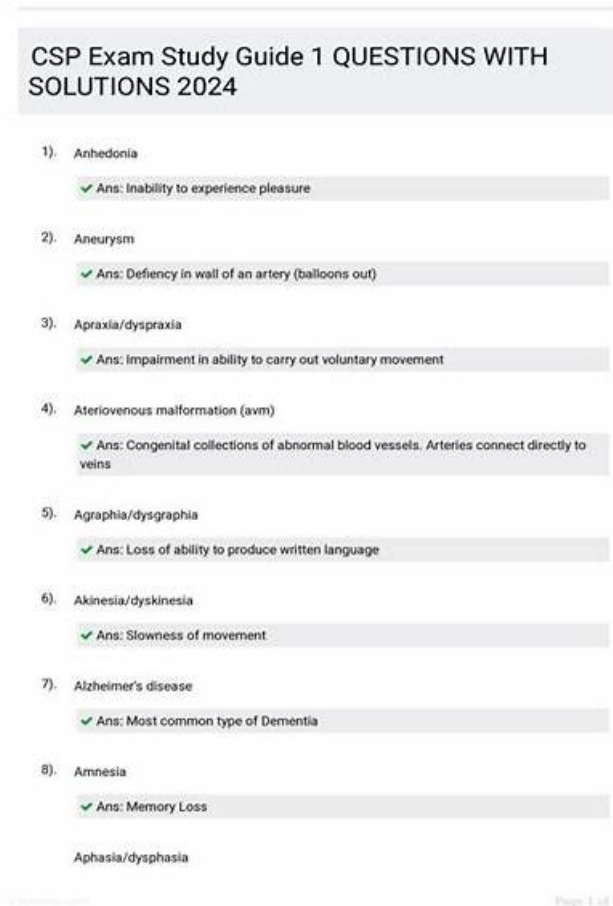 CSP Exam Study Guide 1 QUESTIONS WITH
SOLUTIONS 2024
1). Anhedonia
✔ Ans: Inability to experience pleasure
2). Aneurysm
✔ Ans: Defiency in wall of an artery (balloons out)
3). Apraxia/dyspraxia
✔ Ans: Impairment in ability to carry out voluntary movement
4). Ateriovenous malformation (avm)
✔ Ans: Congenital collections of abnormal blood vessels. Arteries connect directly to
veins
5). Agraphia/dysgraphia
✔ Ans: Loss of ability to produce written language
6). Akinesia/dyskinesia
✔ Ans: Slowness of movement
7). Alzheimer's disease
✔ Ans: Most common type of Dementia
8). Amnesia
✔ Ans: Memory Loss
Aphasia/dysphasia
Page 1 of